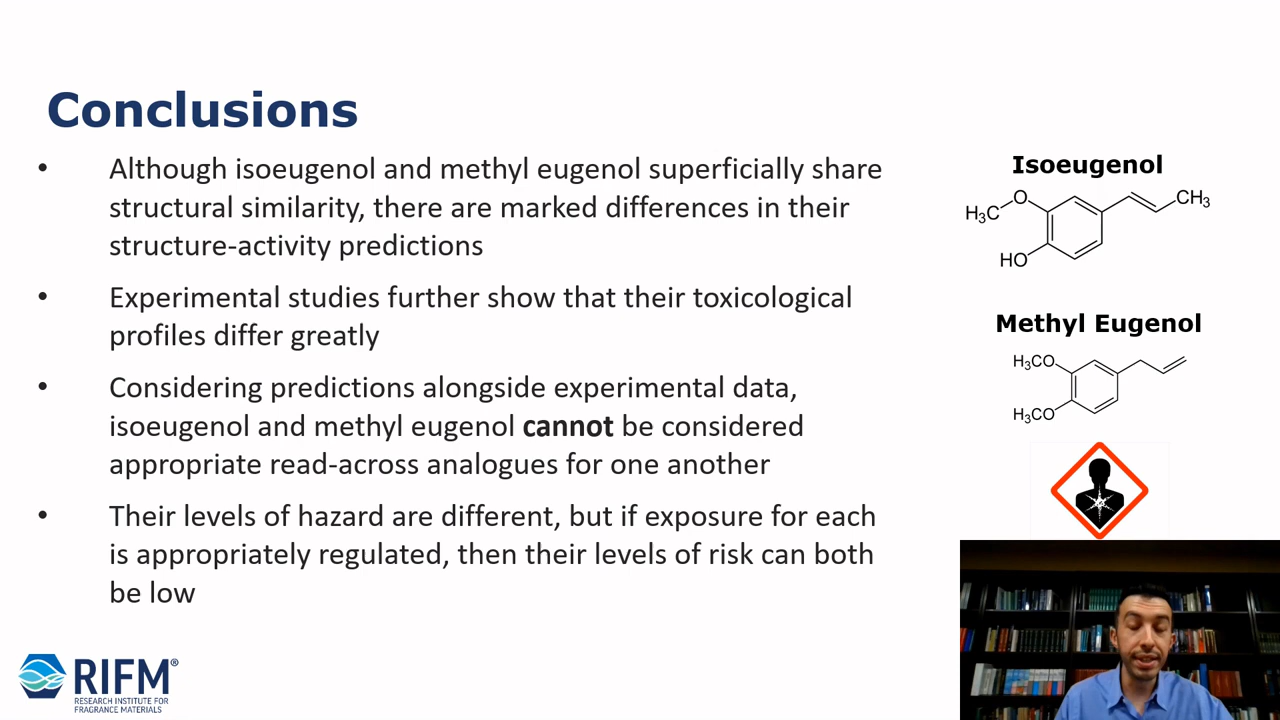 Conclusions
• Although isoeugenol and methyl eugenol superficially share
structural similarity, there are marked differences in their
structure-activity predictions
• Experimental studies further show that their toxicological
profiles differ greatly
• Considering predictions alongside experimental data,
isoeugenol and methyl eugenol cannot be considered
appropriate read-across analogues for one another
• Their levels of hazard are different, but if exposure for each
is appropriately regulated, then their levels of risk can both
be low
Isoeugenol
H₃C O CH₃
HO
Methyl Eugenol
H₃CO
H₃CO
RIFM®
RESEARCH INSTITUTE FOR
FRAGRANCE MATERIALS